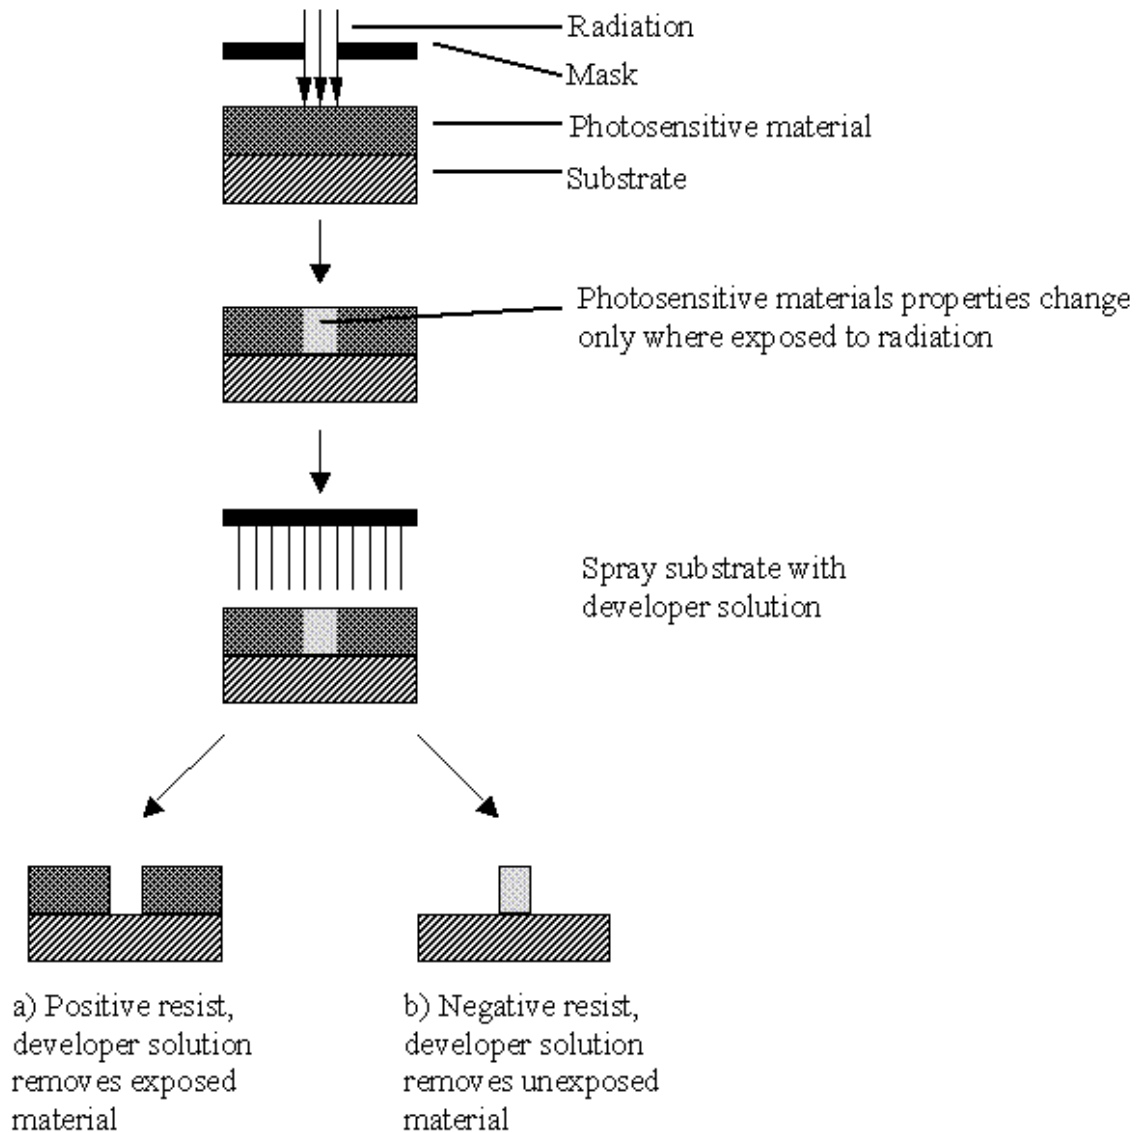 Radiation
Mask
Photosensitive material
Substrate
Photosensitive materials properties change
only where exposed to radiation
Spray substrate with
developer solution
a) Positive resist,
developer solution
removes exposed
material
b) Negative resist,
developer solution
removes unexposed
material